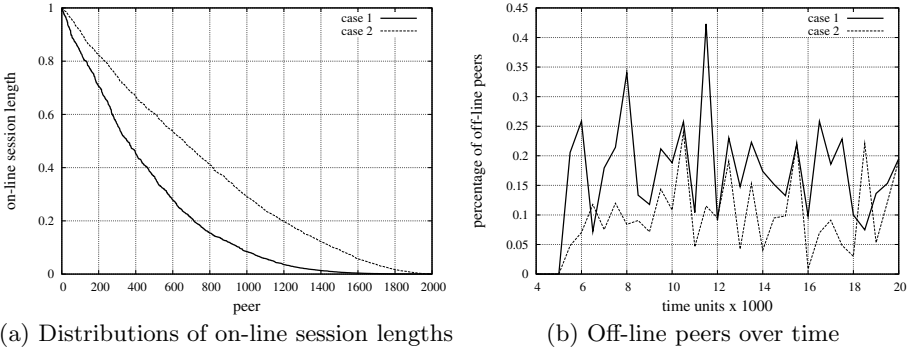 case 1
case 2
on-line session length
1
0.8
0.6
0.4
0.2
0
0 200 400 600 800 1000 1200 1400 1600 1800 2000
peer
(a) Distributions of on-line session lengths
case 1
case 2
percentage of off-line peers
0.45
0.4
0.35
0.3
0.25
0.2
0.15
0.1
0.05
0
4 6 8 10 12 14 16 18 20
time units x 1000
(b) Off-line peers over time